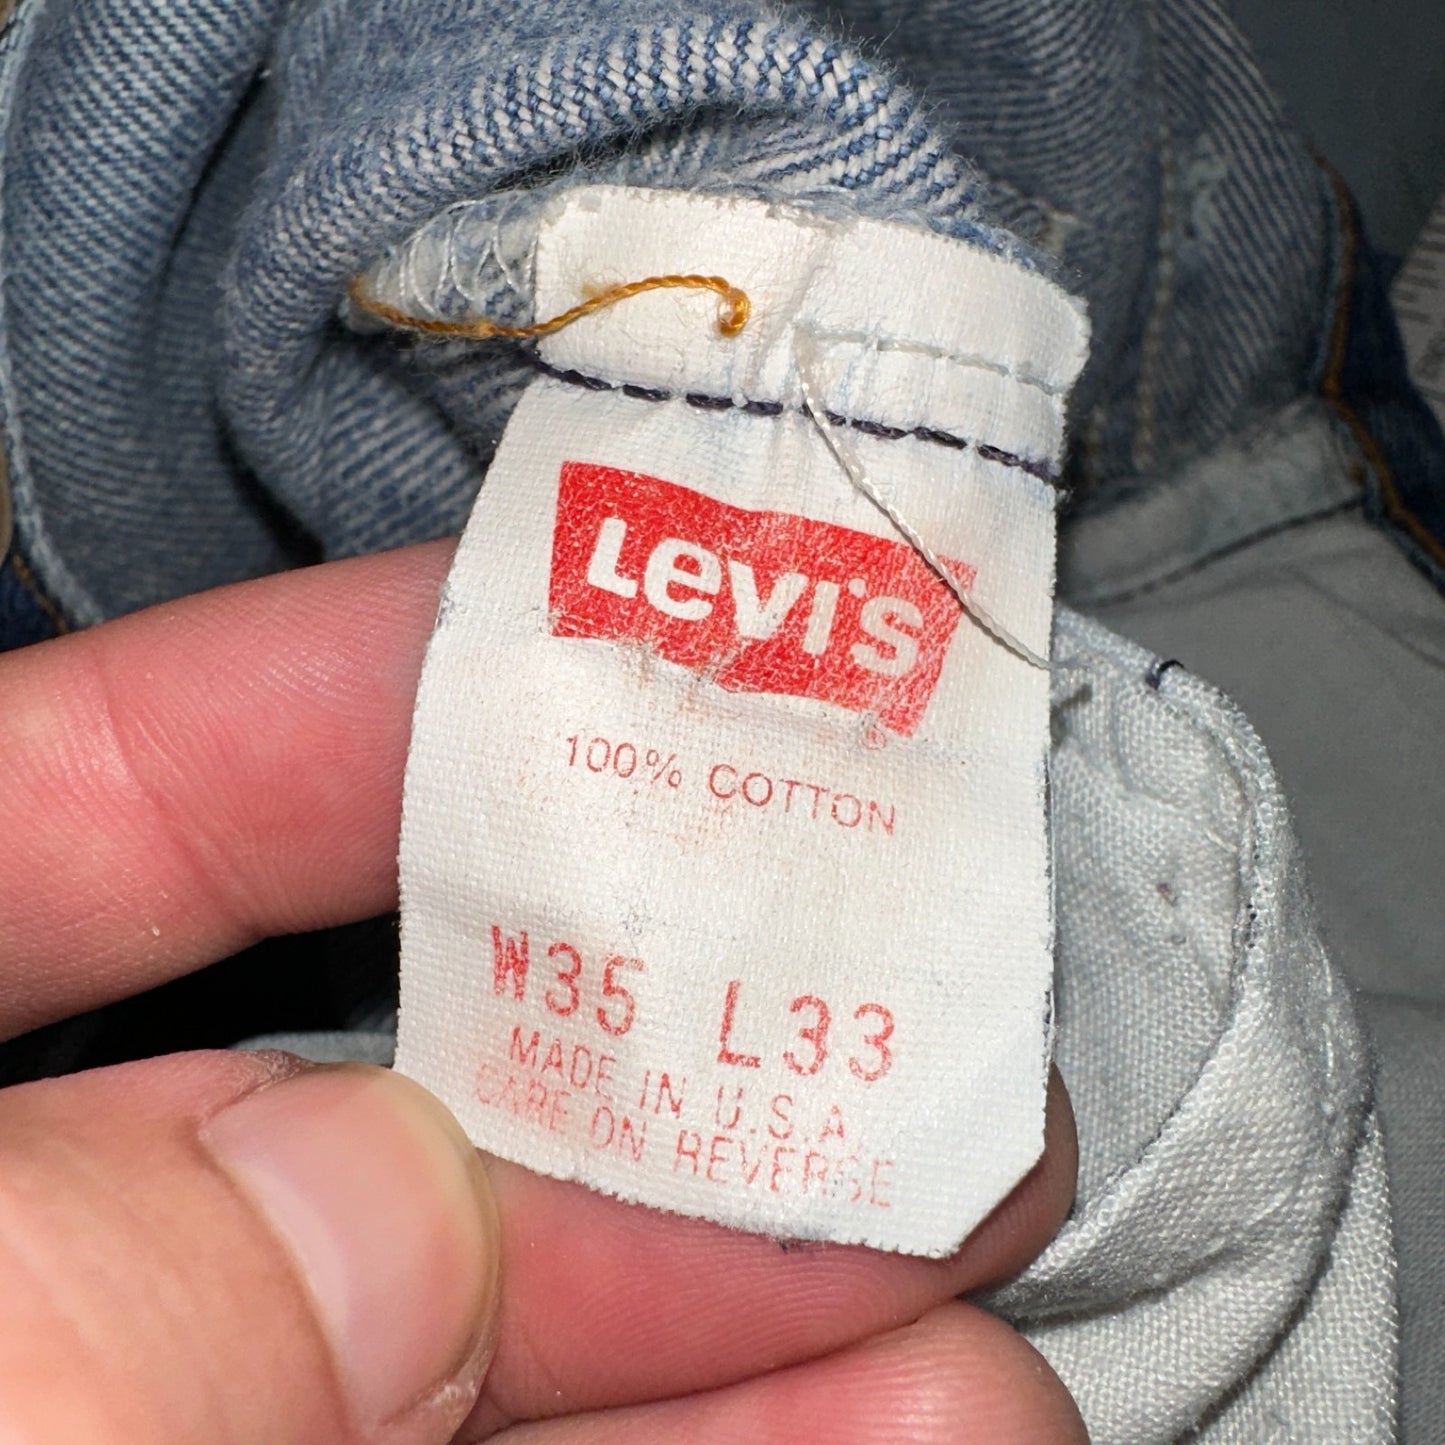 Levi's
®
100% COTTON
W35 L33
MADE IN U.S.A.
CARE ON REVERSE